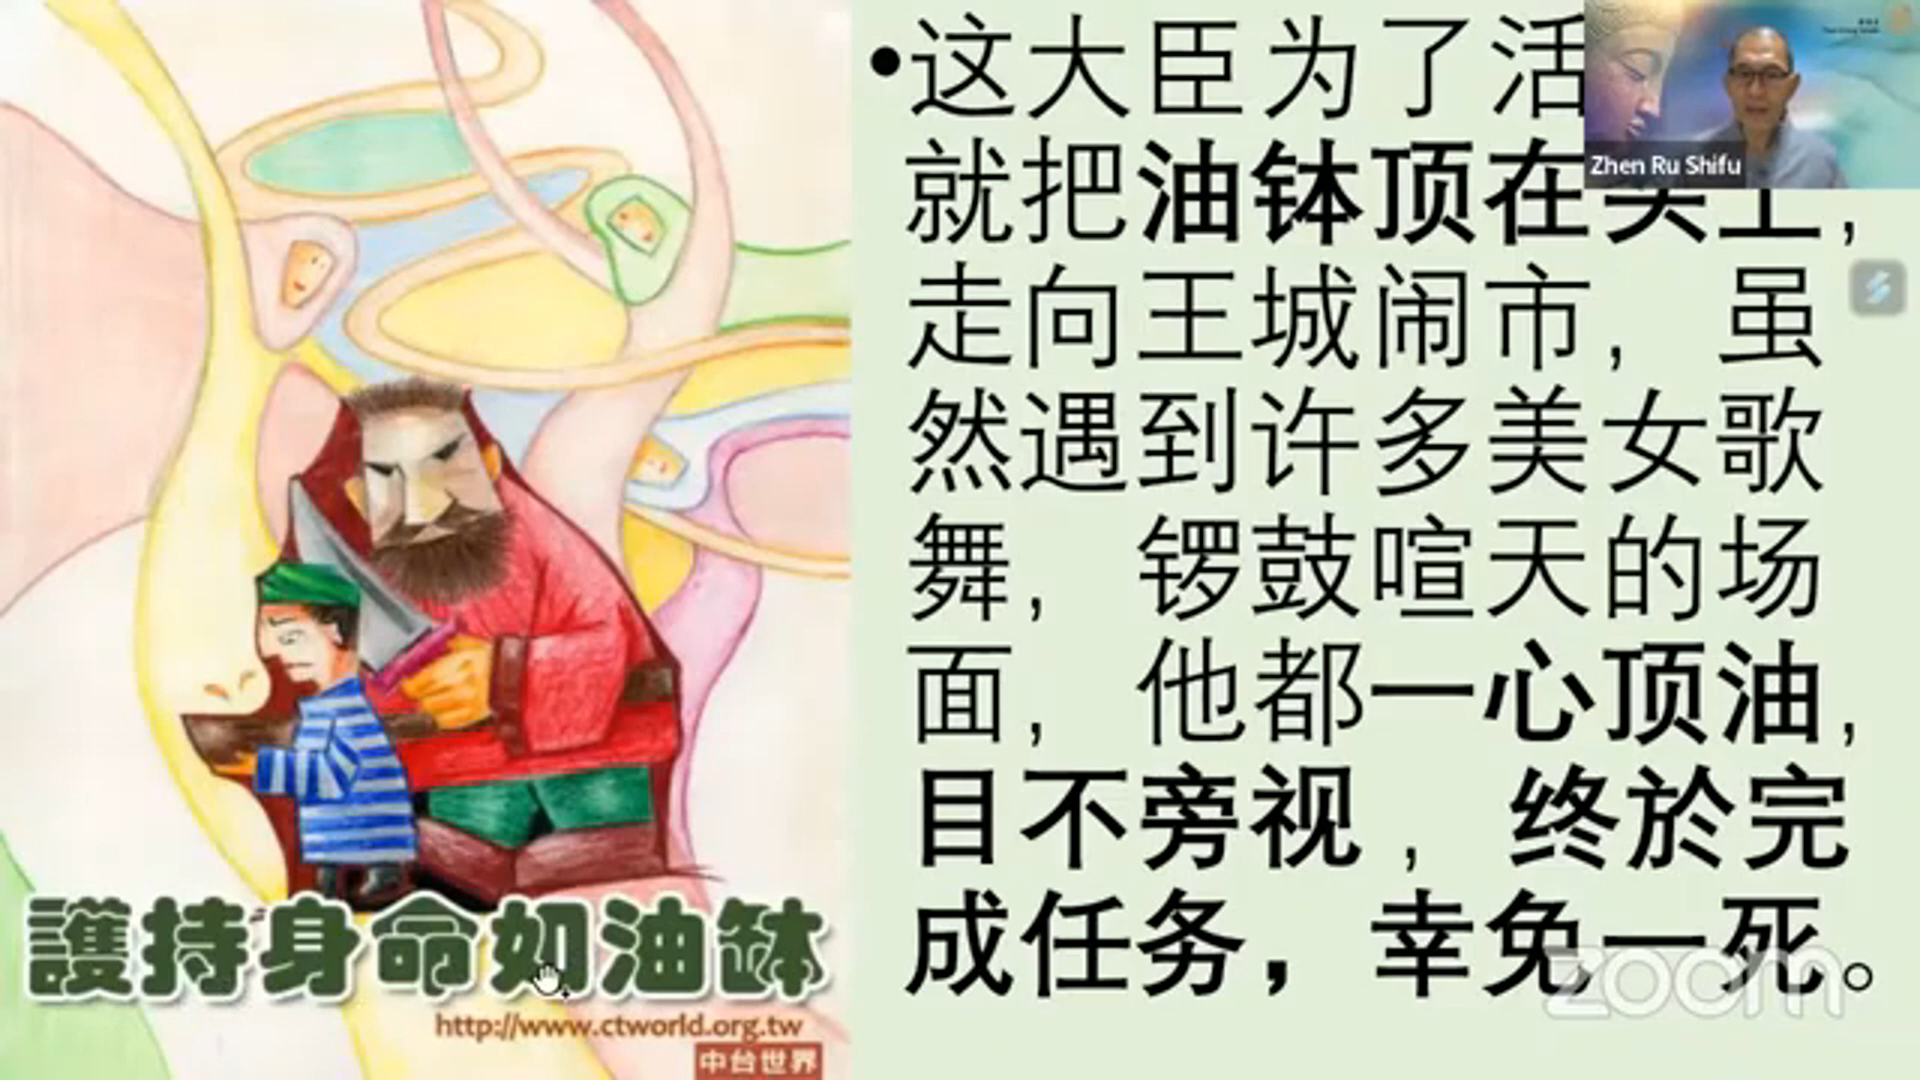 •这大臣为了活
就把油钵顶在头上，
走向王城闹市，虽
然遇到许多美女歌
舞，锣鼓喧天的场
面，他都一心顶油，
目不旁视，终於完
成任务，幸免一死。
Zhen Ru Shifu
護持身命如油缽
http://www.ctworld.org.tw
中台世界
zoom